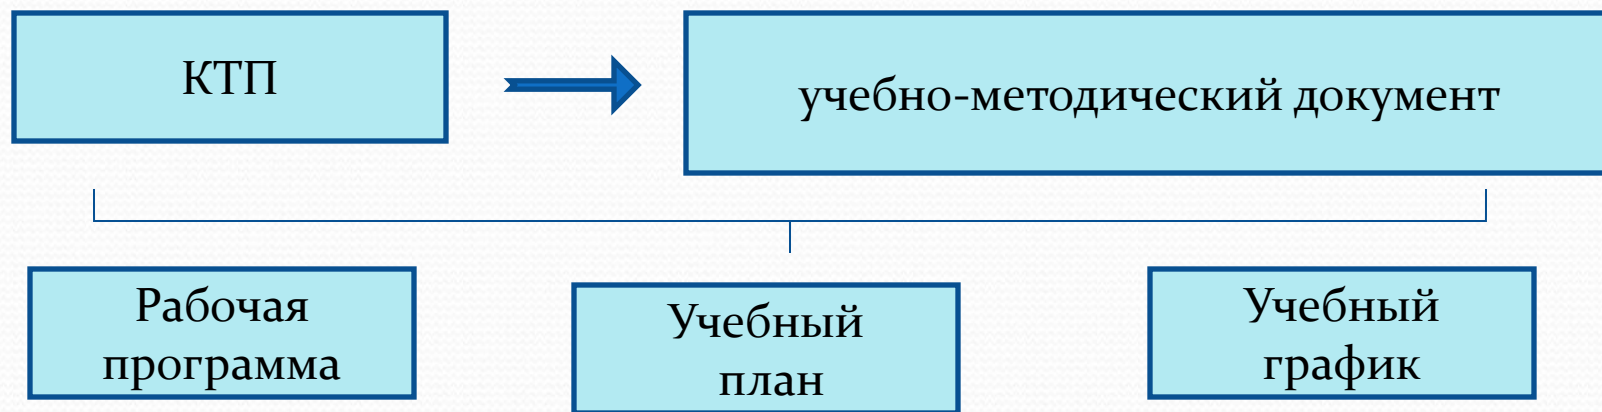 КТП
учебно-методический документ
Рабочая
программа
Учебный
план
Учебный
график